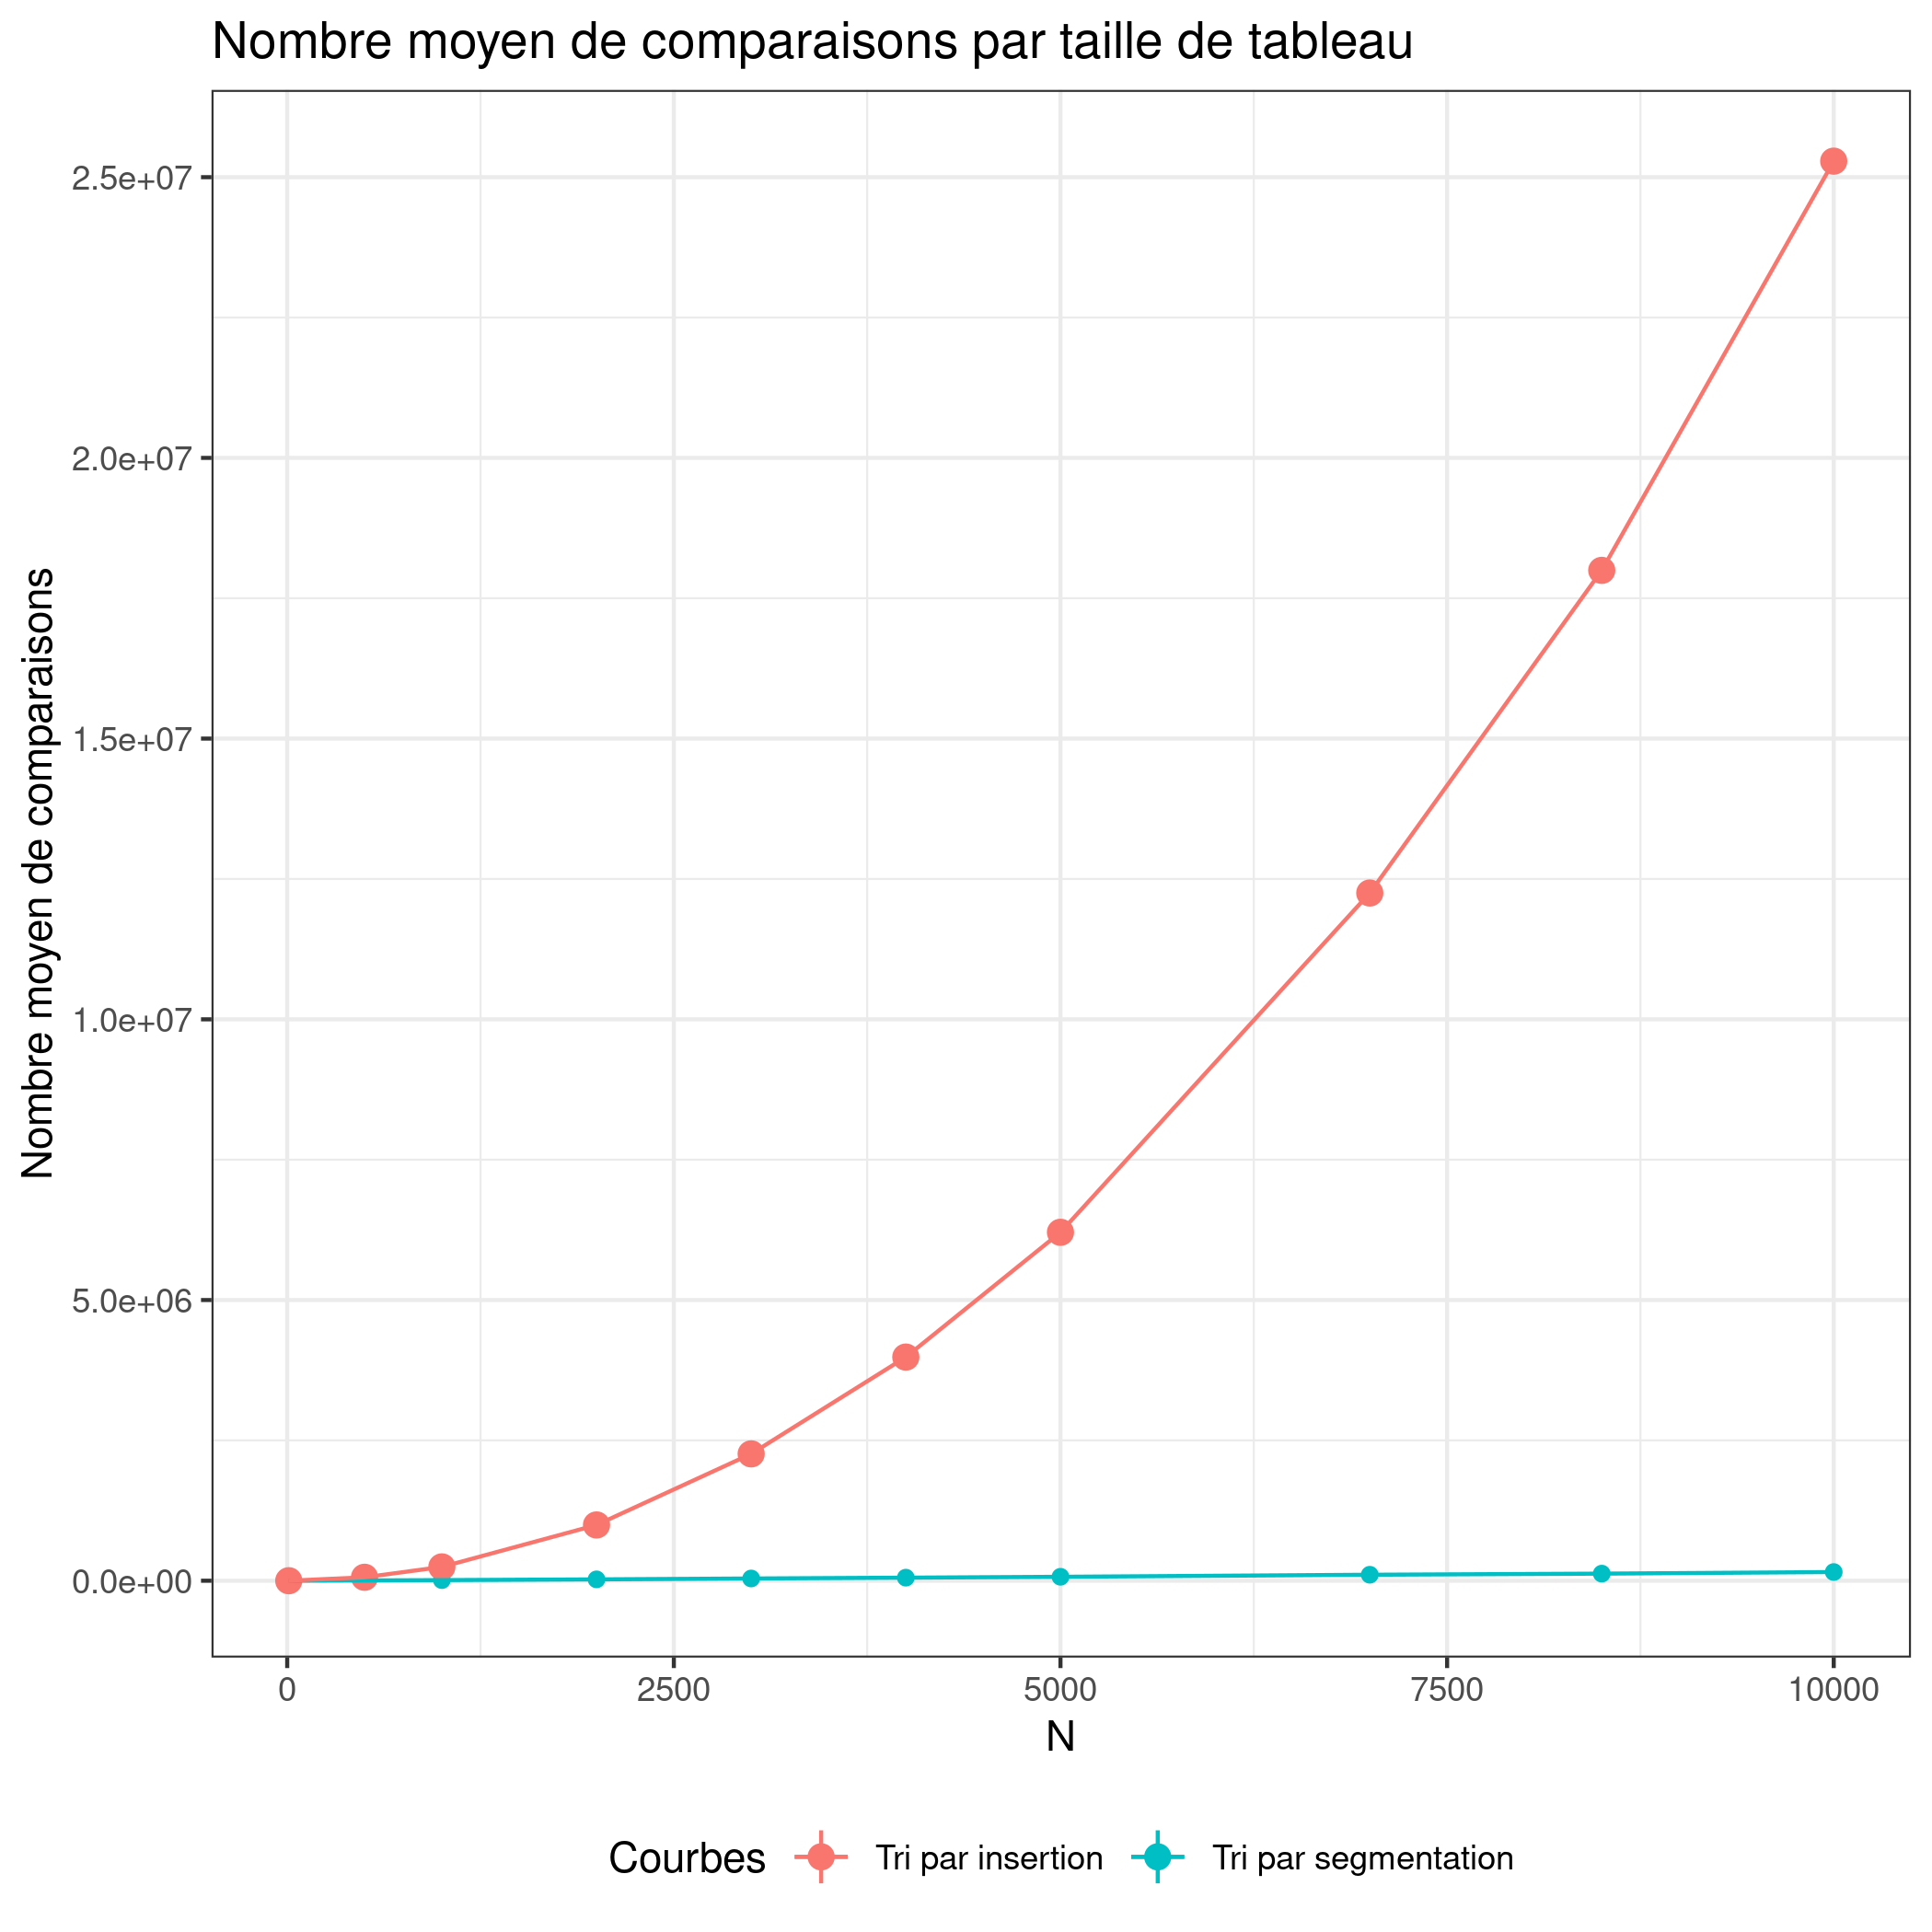 Nombre moyen de comparaisons par taille de tableau
Nombre moyen de comparaisons
2.5e+07
2.0e+07
1.5e+07
1.0e+07
5.0e+06
0.0e+00
0 2500 5000 7500 10000
N
Courbes Tri par insertion Tri par segmentation